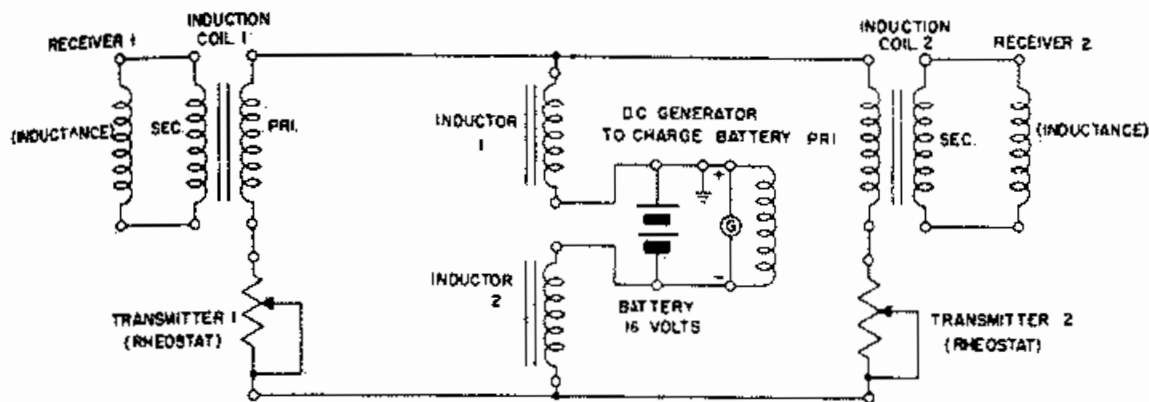 RECEIVER 1
INDUCTION
COIL 1
(INDUCTANCE)
SEC.
PRI.
TRANSMITTER 1
(RHEOSTAT)
INDUCTOR
1
INDUCTOR
2
D.C. GENERATOR
TO CHARGE BATTERY
+
G
-
BATTERY
16 VOLTS
INDUCTION
COIL 2
RECEIVER 2
PRI
SEC.
(INDUCTANCE)
TRANSMITTER 2
(RHEOSTAT)